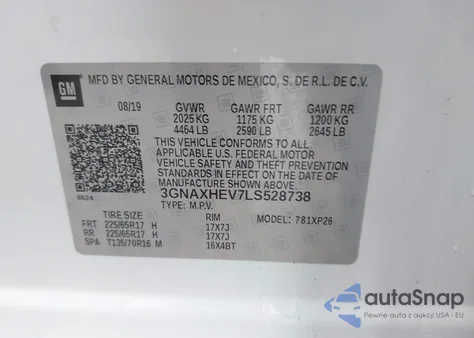 GM
MFD BY GENERAL MOTORS DE MEXICO, S. DE R.L. DE C.V.
08/19 GVWR GAWR FRT GAWR RR
2025 KG 1175 KG 1200 KG
4464 LB 2590 LB 2645 LB
THIS VEHICLE CONFORMS TO ALL
APPLICABLE U.S. FEDERAL MOTOR
VEHICLE SAFETY AND THEFT PREVENTION
STANDARDS IN EFFECT ON THE DATE OF
MANUFACTURE SHOWN ABOVE.
8624 3GNAXHEV7LS528738
TYPE: M.P.V. MODEL: 781XP26
RIM
FRT 225/65R17 H 17X7J
RR 225/65R17 H 17X7J
SPA T135/70R16 M 16X4BT
autoSnap
Pewne auta z aukcji USA - EU